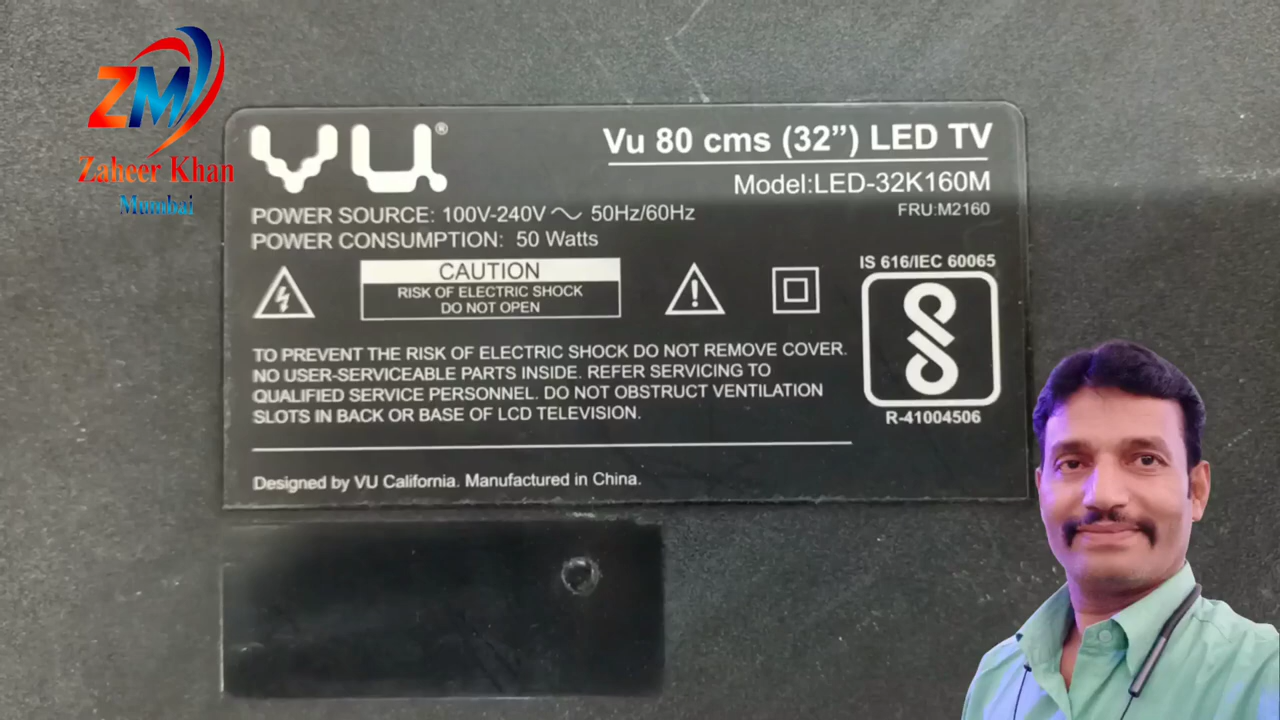 ZM
Zaheer Khan
Mumbai
VU®
Vu 80 cms (32”) LED TV
Model:LED-32K160M
FRU:M2160
POWER SOURCE: 100V-240V ~ 50Hz/60Hz
POWER CONSUMPTION: 50 Watts
CAUTION
RISK OF ELECTRIC SHOCK
DO NOT OPEN
IS 616/IEC 60065
R-41004506
TO PREVENT THE RISK OF ELECTRIC SHOCK DO NOT REMOVE COVER.
NO USER-SERVICEABLE PARTS INSIDE. REFER SERVICING TO
QUALIFIED SERVICE PERSONNEL. DO NOT OBSTRUCT VENTILATION
SLOTS IN BACK OR BASE OF LCD TELEVISION.
Designed by VU California. Manufactured in China.